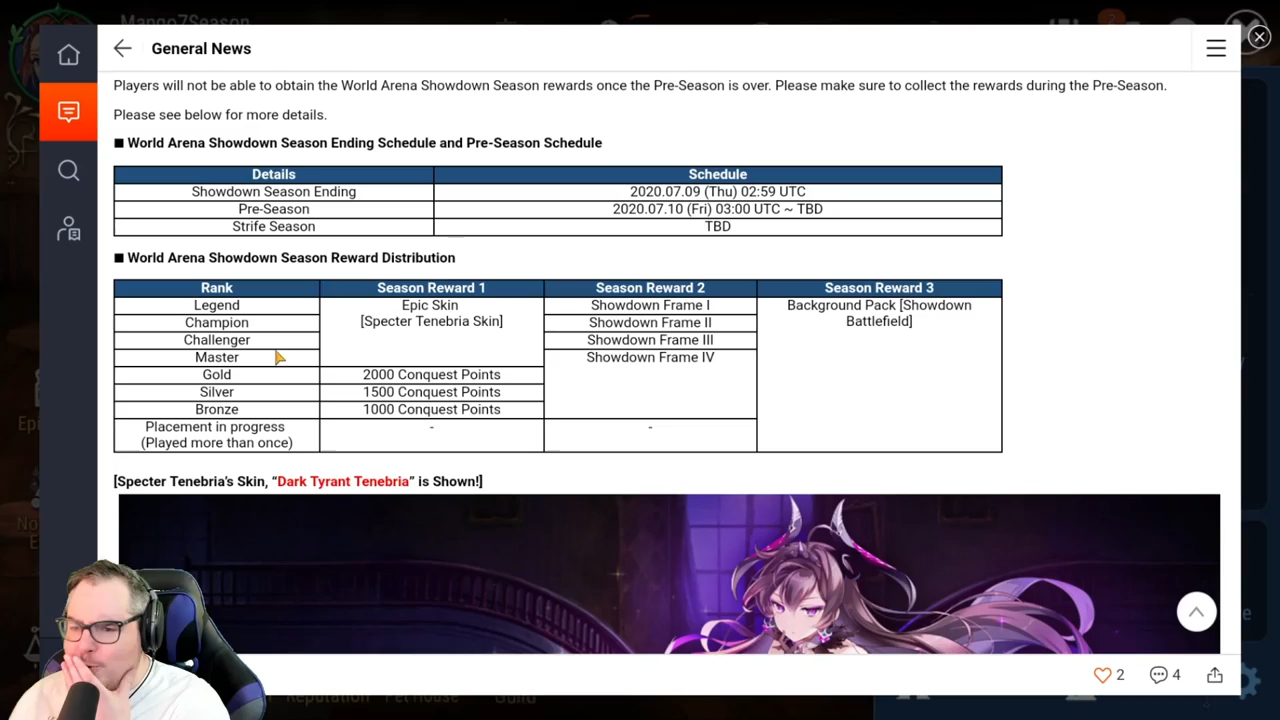 Mango7Season
General News
Players will not be able to obtain the World Arena Showdown Season rewards once the Pre-Season is over. Please make sure to collect the rewards during the Pre-Season.
Please see below for more details.
■ World Arena Showdown Season Ending Schedule and Pre-Season Schedule
Details Schedule
Showdown Season Ending 2020.07.09 (Thu) 02:59 UTC
Pre-Season 2020.07.10 (Fri) 03:00 UTC ~ TBD
Strife Season TBD
■ World Arena Showdown Season Reward Distribution
Rank Season Reward 1 Season Reward 2 Season Reward 3
Legend Epic Skin Showdown Frame I Background Pack [Showdown
Champion [Specter Tenebria Skin] Showdown Frame II Battlefield]
Challenger Showdown Frame III
Master Showdown Frame IV
Gold 2000 Conquest Points
Silver 1500 Conquest Points
Bronze 1000 Conquest Points
Placement in progress - -
(Played more than once)
[Specter Tenebria's Skin, “Dark Tyrant Tenebria” is Shown!]
2 4
Reputation Pet House Guild